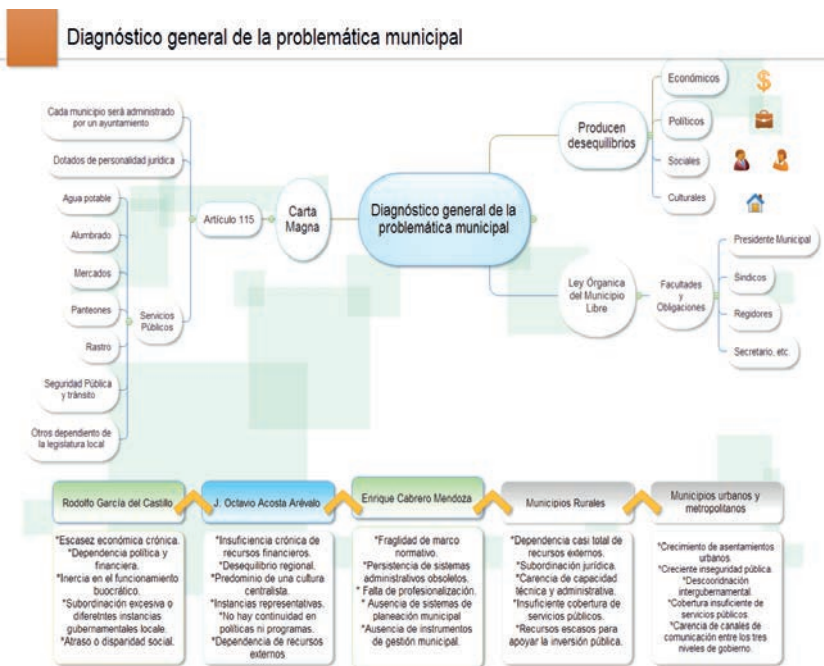 Diagnóstico general de la problemática municipal
Cada municipio será administrado
por un ayuntamiento
Dotados de personalidad jurídica
Agua potable
Alumbrado
Mercados
Panteones
Rastro
Seguridad Pública
y tránsito
Otros dependiento de
la legislatura local
Servicios
Públicos
Artículo 115
Carta
Magna
Diagnóstico general de la
problemática municipal
Producen
desequilibrios
Económicos
Políticos
Sociales
Culturales
Ley Órganica
del Municipio
Libre
Facultades
y
Obligaciones
Presidente Municipal
Sindicos
Regidores
Secretario, etc.
Rodolfo García del Castillo
*Escasez económica crónica.
*Dependencia política y
financiera.
*Inercia en el funcionamiento
buocrático.
*Subordinación excesiva o
diferetntes instancias
gubernamentales locale.
*Atraso o disparidad social.
J. Octavio Acosta Arévalo
*Insuficiencia crónica de
recursos financieros.
*Desequilibrio regional.
*Predominio de una cultura
centralista.
*Instancias representativas.
*No hay continuidad en
políticas ni programas.
*Dependencia de recursos
externos
Enrique Cabrero Mendoza
*Fraglidad de marco
normativo.
*Persistencia de sistemas
administrativos obsoletos.
* Falta de profesionalización.
* Ausencia de sistemas de
planeación municipal
*Ausencia de instrumentos
de gestión municipal.
Municipios Rurales
*Dependencia casi total de
recursos externos.
*Subordinación jurídica.
*Carencia de capacidad
técnica y administrativa.
*Insuficiente cobertura de
servicios públicos.
*Recursos escasos para
apoyar la inversión pública.
Municipios urbanos y
metropolitanos
*Crecimiento de asentamientos
urbanos.
*Creciente inseguridad pública.
*Descooridnación
intergubernamental.
*Cobertura insuficiente de
servicios públicos.
*Carencia de canales de
comunicación entre los tres
niveles de gobierno.